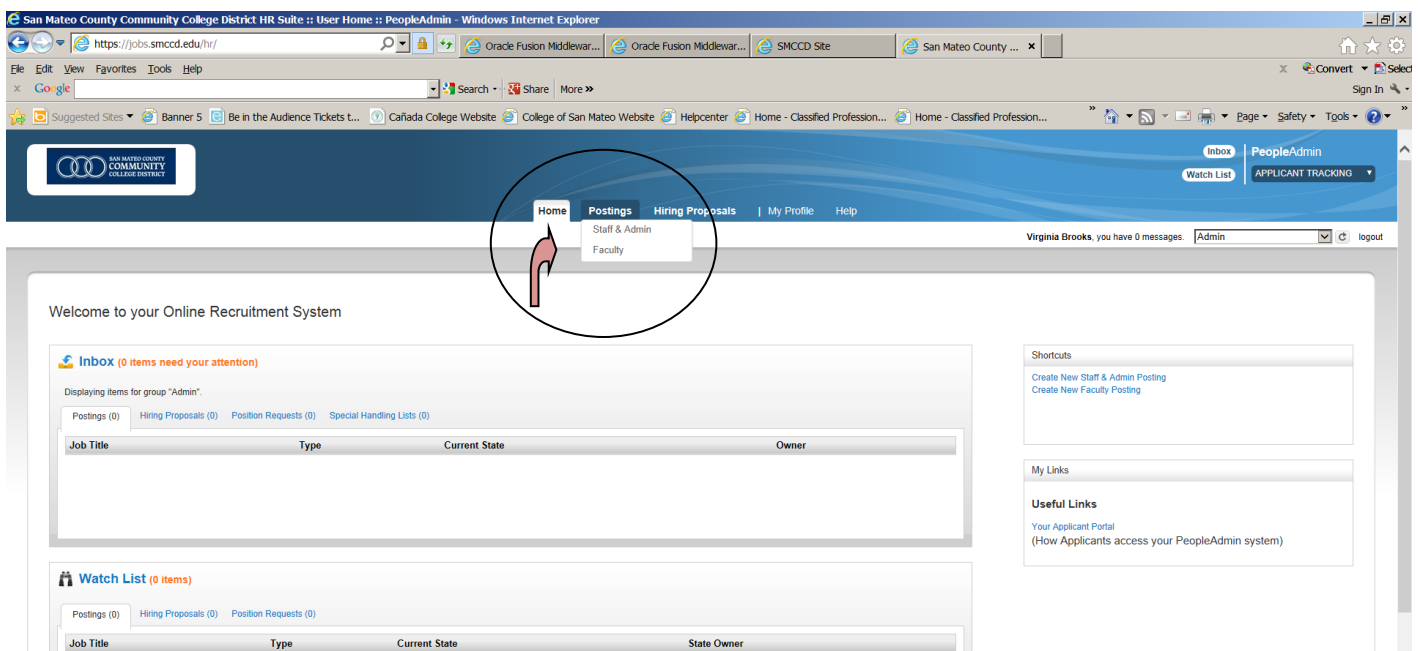 San Mateo County Community College District HR Suite :: User Home :: PeopleAdmin - Windows Internet Explorer
https://jobs.smccd.edu/hr/
Oracle Fusion Middlewar... Oracle Fusion Middlewar... SMCCD Site San Mateo County ... ×
File Edit View Favorites Tools Help
x Convert Select
x Google Search Share More » Sign In
Suggested Sites Banner 5 Be in the Audience Tickets t... Cañada College Website College of San Mateo Website Helpcenter Home - Classified Profession... Home - Classified Profession... » Page Safety Tools »
SAN MATEO COUNTY
COMMUNITY
COLLEGE DISTRICT
Inbox PeopleAdmin
Watch List APPLICANT TRACKING
Home Postings Hiring Proposals | My Profile Help
Staff & Admin
Faculty
Virginia Brooks, you have 0 messages. Admin logout
Welcome to your Online Recruitment System
Inbox (0 items need your attention)
Displaying items for group "Admin".
Postings (0) Hiring Proposals (0) Position Requests (0) Special Handling Lists (0)
Job Title Type Current State Owner
Shortcuts
Create New Staff & Admin Posting
Create New Faculty Posting
My Links
Useful Links
Your Applicant Portal
(How Applicants access your PeopleAdmin system)
Watch List (0 items)
Postings (0) Hiring Proposals (0) Position Requests (0)
Job Title Type Current State State Owner